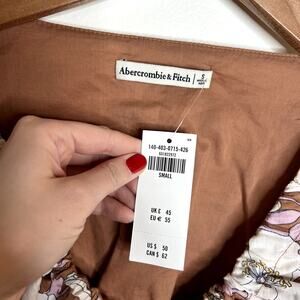 Abercrombie & Fitch
S
140-403-0715-426
SMALL
UK £ 45
EU € 55
US $ 50
CAN $ 62